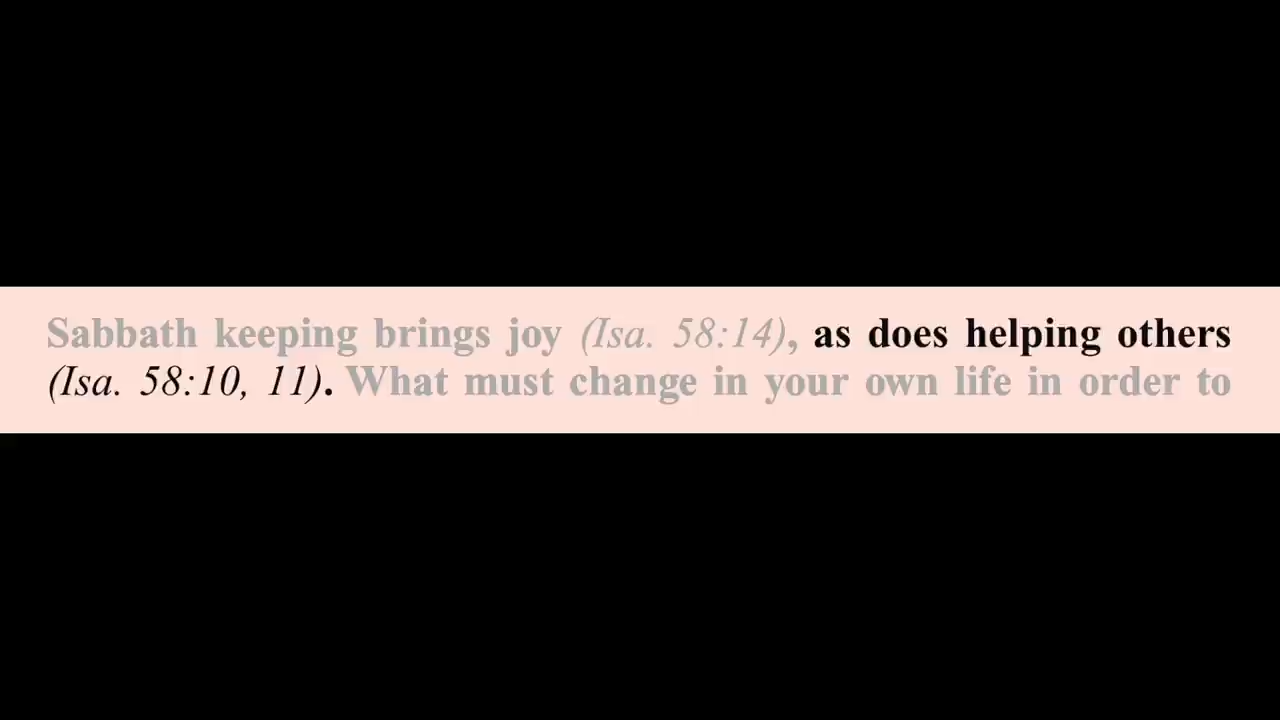 Sabbath keeping brings joy (Isa. 58:14), as does helping others
(Isa. 58:10, 11). What must change in your own life in order to